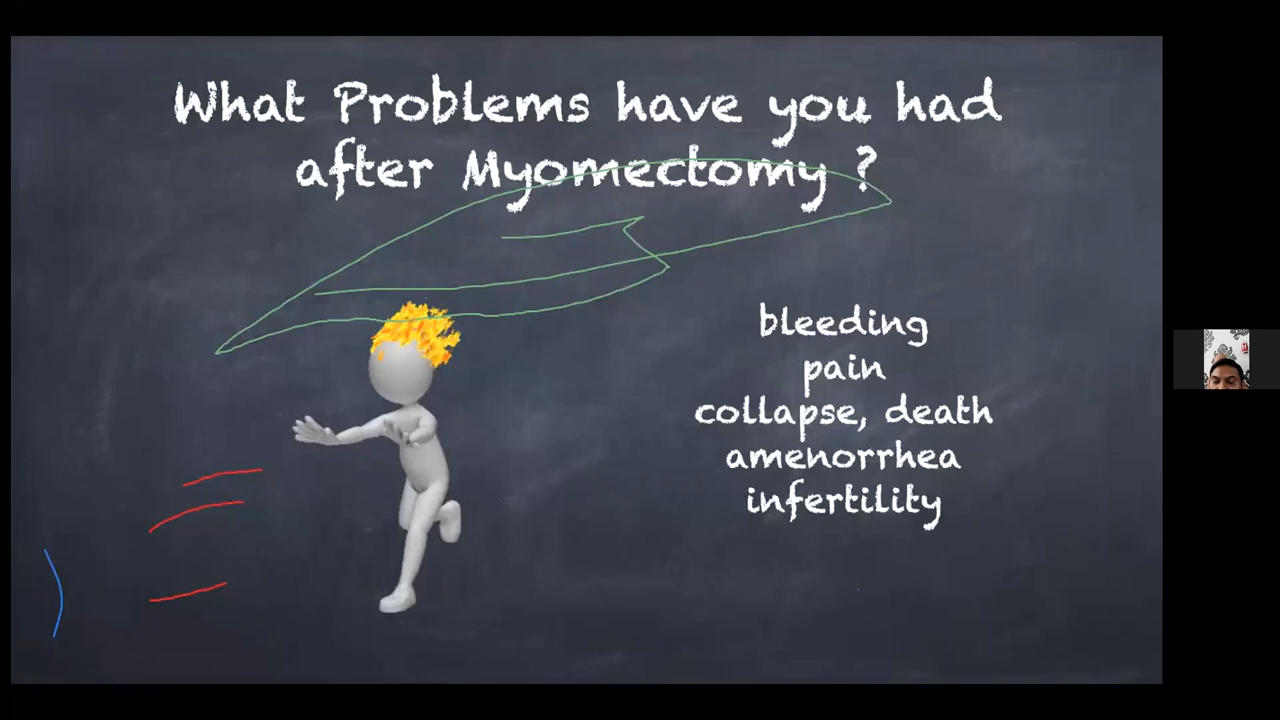 What Problems have you had
after Myomectomy ?
bleeding
pain
collapse, death
amenorrhea
infertility